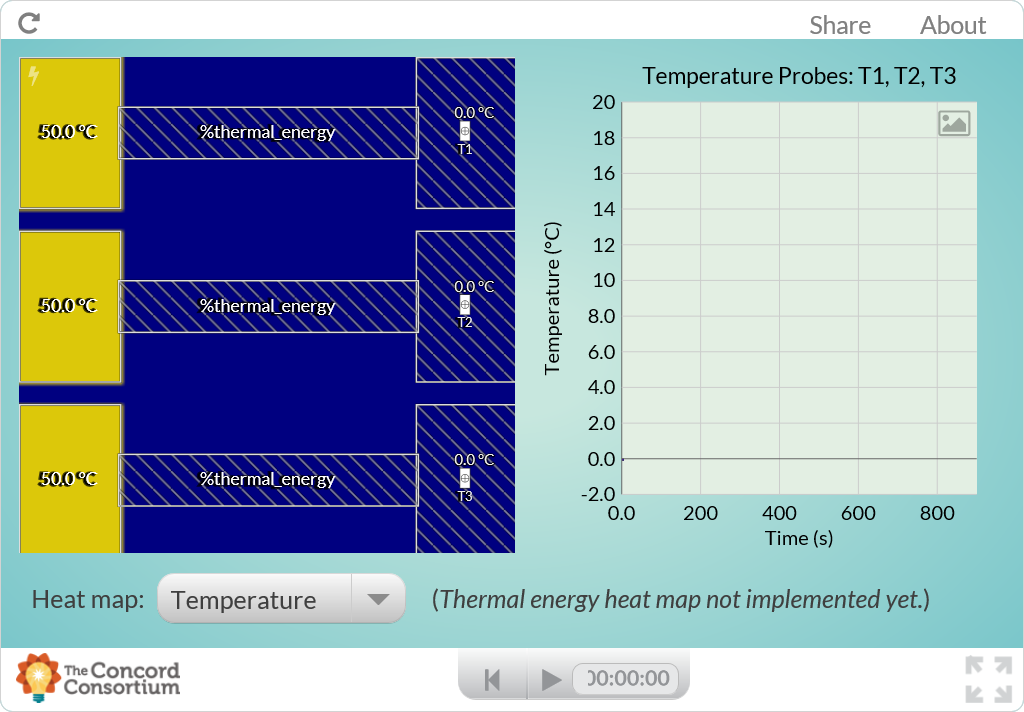 Share
About
50.0 °C
%thermal_energy
0.0 °C
T1
50.0 °C
%thermal_energy
0.0 °C
T2
50.0 °C
%thermal_energy
0.0 °C
T3
Temperature Probes: T1, T2, T3
Temperature (°C)
20
18
16
14
12
10
8.0
6.0
4.0
2.0
0.0
-2.0
0.0 200 400 600 800
Time (s)
Heat map: Temperature (Thermal energy heat map not implemented yet.)
The Concord
Consortium
00:00:00